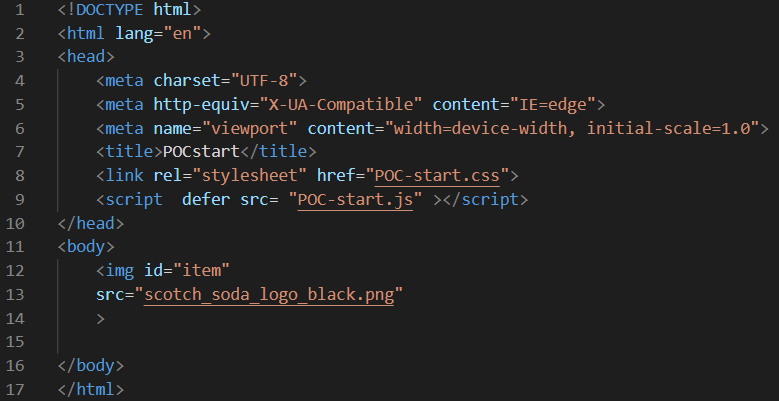 1 <!DOCTYPE html>
2 <html lang="en">
3 <head>
4     <meta charset="UTF-8">
5     <meta http-equiv="X-UA-Compatible" content="IE=edge">
6     <meta name="viewport" content="width=device-width, initial-scale=1.0">
7     <title>POCstart</title>
8     <link rel="stylesheet" href="POC-start.css">
9     <script  defer src= "POC-start.js" ></script>
10 </head>
11 <body>
12     <img id="item"
13     src="scotch_soda_logo_black.png"
14     >
15
16 </body>
17 </html>